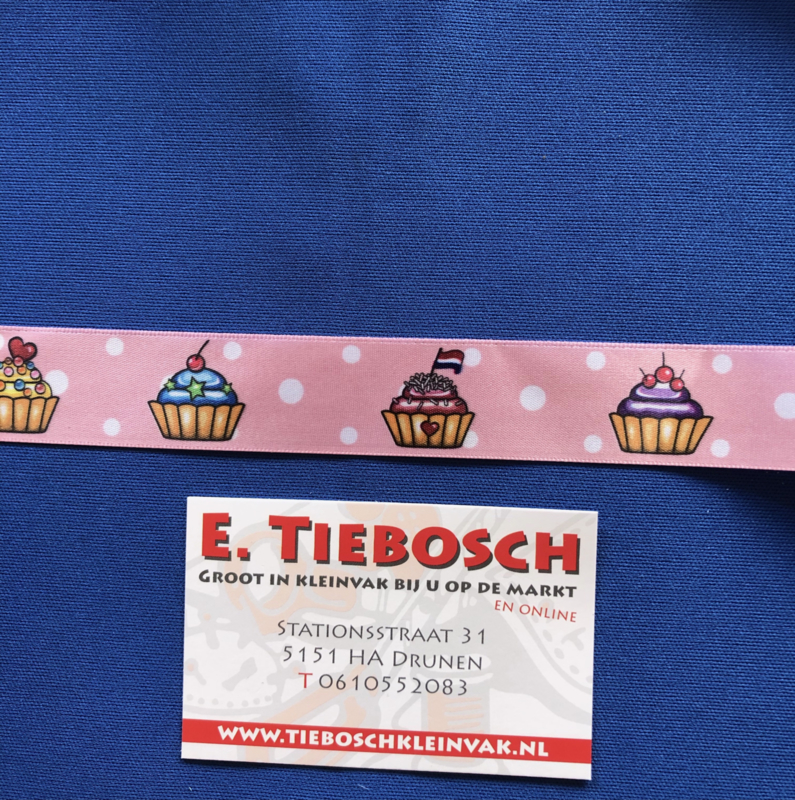 E. TIEBOSCH
GROOT IN KLEINVAK BIJ U OP DE MARKT
EN ONLINE
STATIONSSTRAAT 31
5151 HA DRUNEN
T 0610552083
WWW.TIEBOSCHKLEINVAK.NL